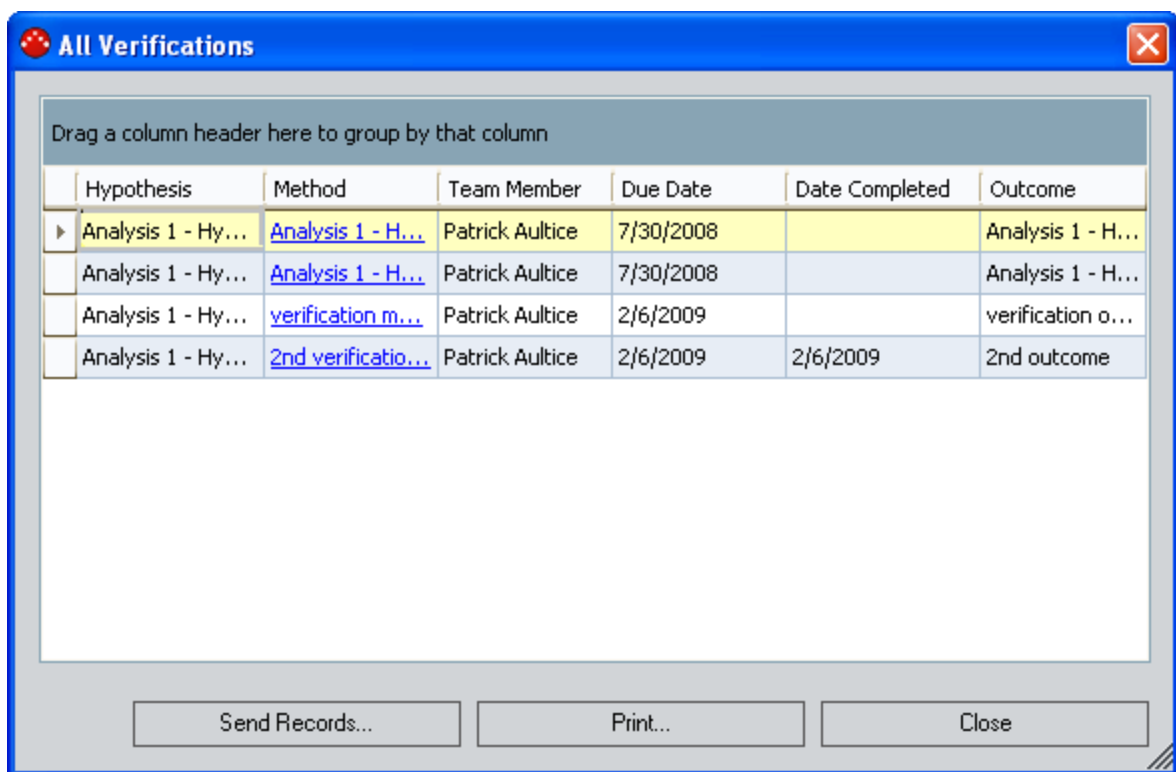 All Verifications
Drag a column header here to group by that column
Hypothesis Method Team Member Due Date Date Completed Outcome
Analysis 1 - Hy... Analysis 1 - H... Patrick Aultice 7/30/2008 Analysis 1 - H...
Analysis 1 - Hy... Analysis 1 - H... Patrick Aultice 7/30/2008 Analysis 1 - H...
Analysis 1 - Hy... verification m... Patrick Aultice 2/6/2009 verification o...
Analysis 1 - Hy... 2nd verificatio... Patrick Aultice 2/6/2009 2/6/2009 2nd outcome
Send Records... Print... Close